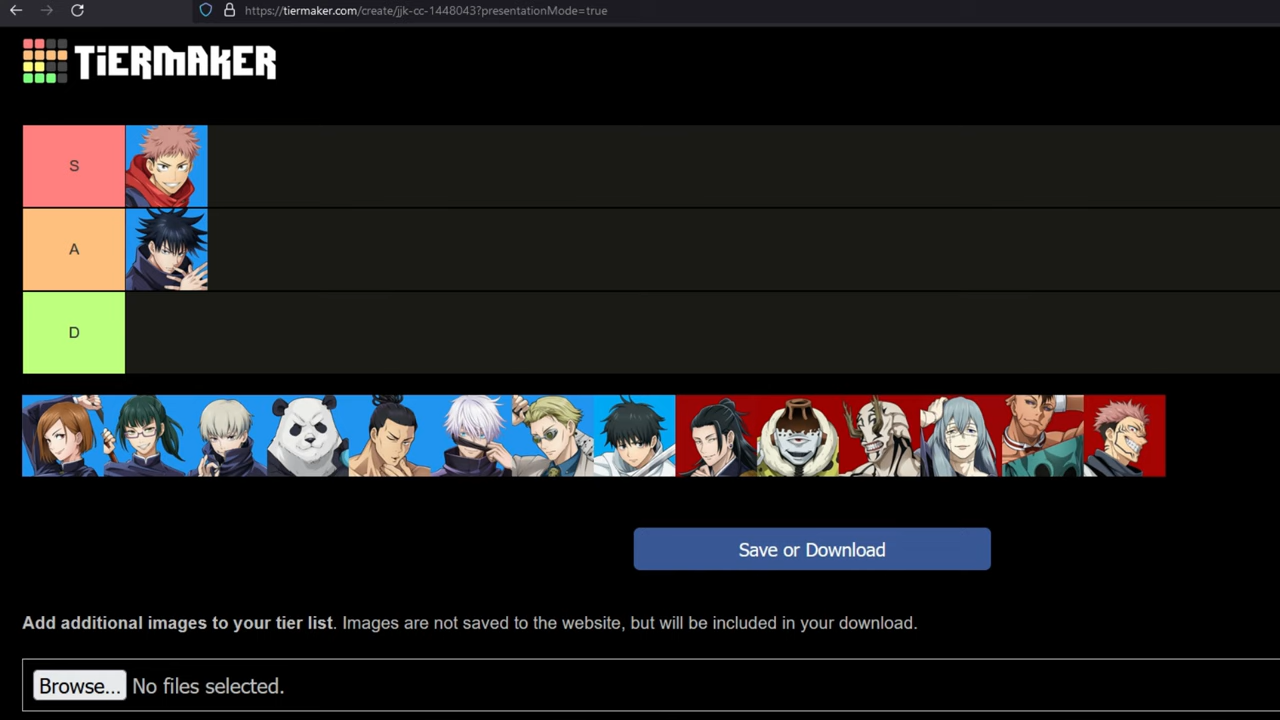 https://tiermaker.com/create/jjk-cc-1448043?presentationMode=true
TiERMAKER
S
A
D
Save or Download
Add additional images to your tier list. Images are not saved to the website, but will be included in your download.
Browse... No files selected.